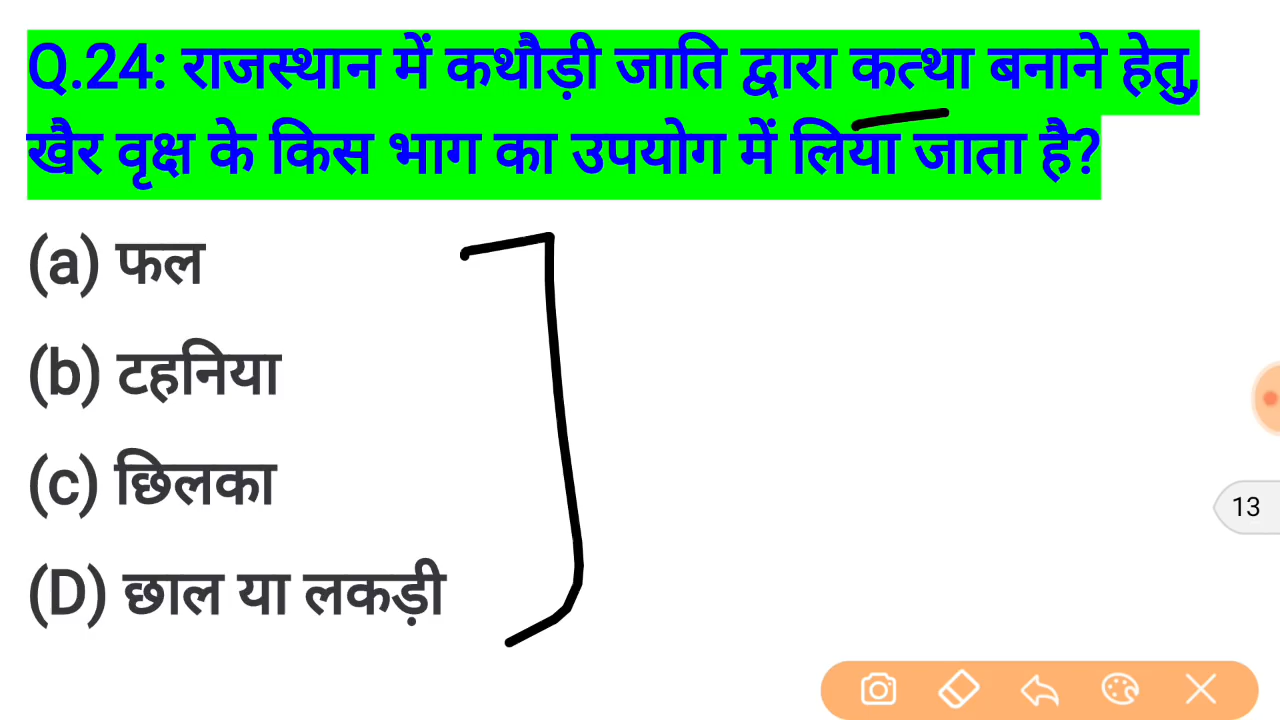 Q.24: राजस्थान में कथौड़ी जाति द्वारा कत्था बनाने हेतु,
खैर वृक्ष के किस भाग का उपयोग में लिया जाता है?
(a) फल
(b) टहनिया
(c) छिलका
(D) छाल या लकड़ी
13